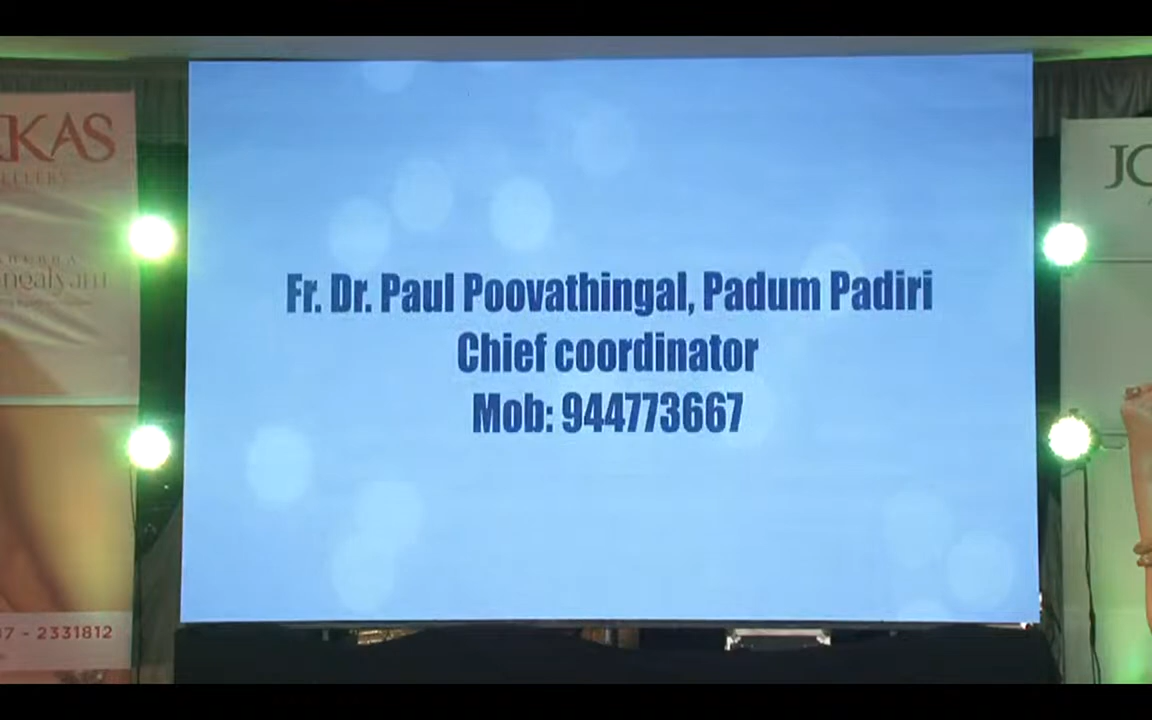 KAS
Fr. Dr. Paul Poovathingal, Padum Padiri
Chief coordinator
Mob: 944773667
7 - 2331812